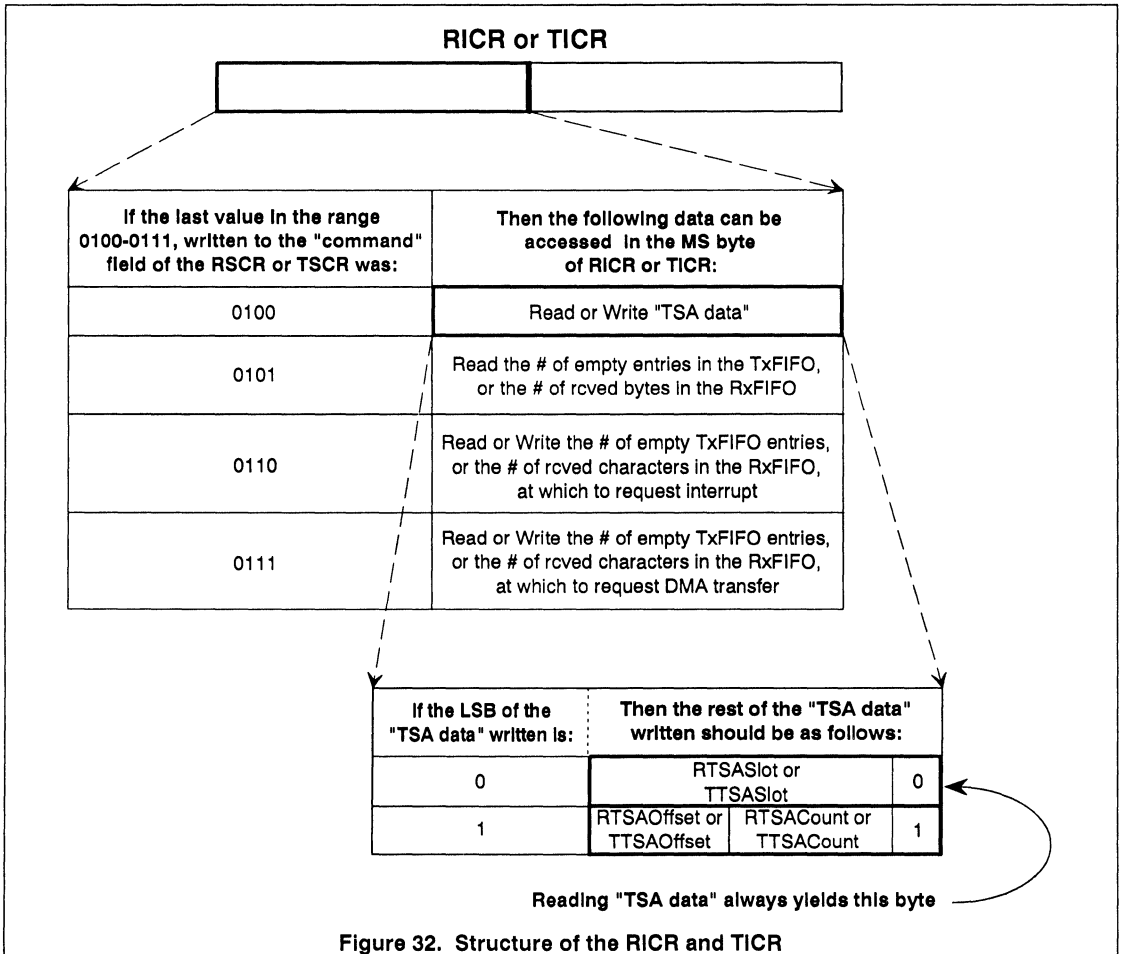 RICR or TICR
If the last value in the range
0100-0111, written to the "command"
field of the RSCR or TSCR was:
Then the following data can be
accessed in the MS byte
of RICR or TICR:
0100
Read or Write "TSA data"
0101
Read the # of empty entries in the TxFIFO,
or the # of rcved bytes in the RxFIFO
0110
Read or Write the # of empty TxFIFO entries,
or the # of rcved characters in the RxFIFO,
at which to request interrupt
0111
Read or Write the # of empty TxFIFO entries,
or the # of rcved characters in the RxFIFO,
at which to request DMA transfer
If the LSB of the
"TSA data" written is:
Then the rest of the "TSA data"
written should be as follows:
0
RTSASlot or
TTSASlot
0
1
RTSAOffset or
TTSAOffset
RTSACount or
TTSACount
1
Reading "TSA data" always yields this byte
Figure 32. Structure of the RICR and TICR